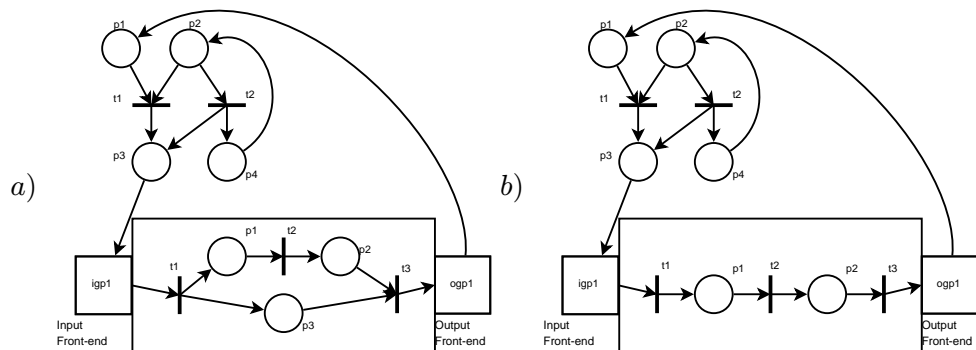 p1 p2
t1 t2
p3
p4
a)
p1 t2 p2
t1 t3
igp1 ogp1
p3
Input Output
Front-end Front-end
p1 p2
t1 t2
p3
p4
b)
t1 p1 t2 p2 t3
igp1 ogp1
Input Output
Front-end Front-end